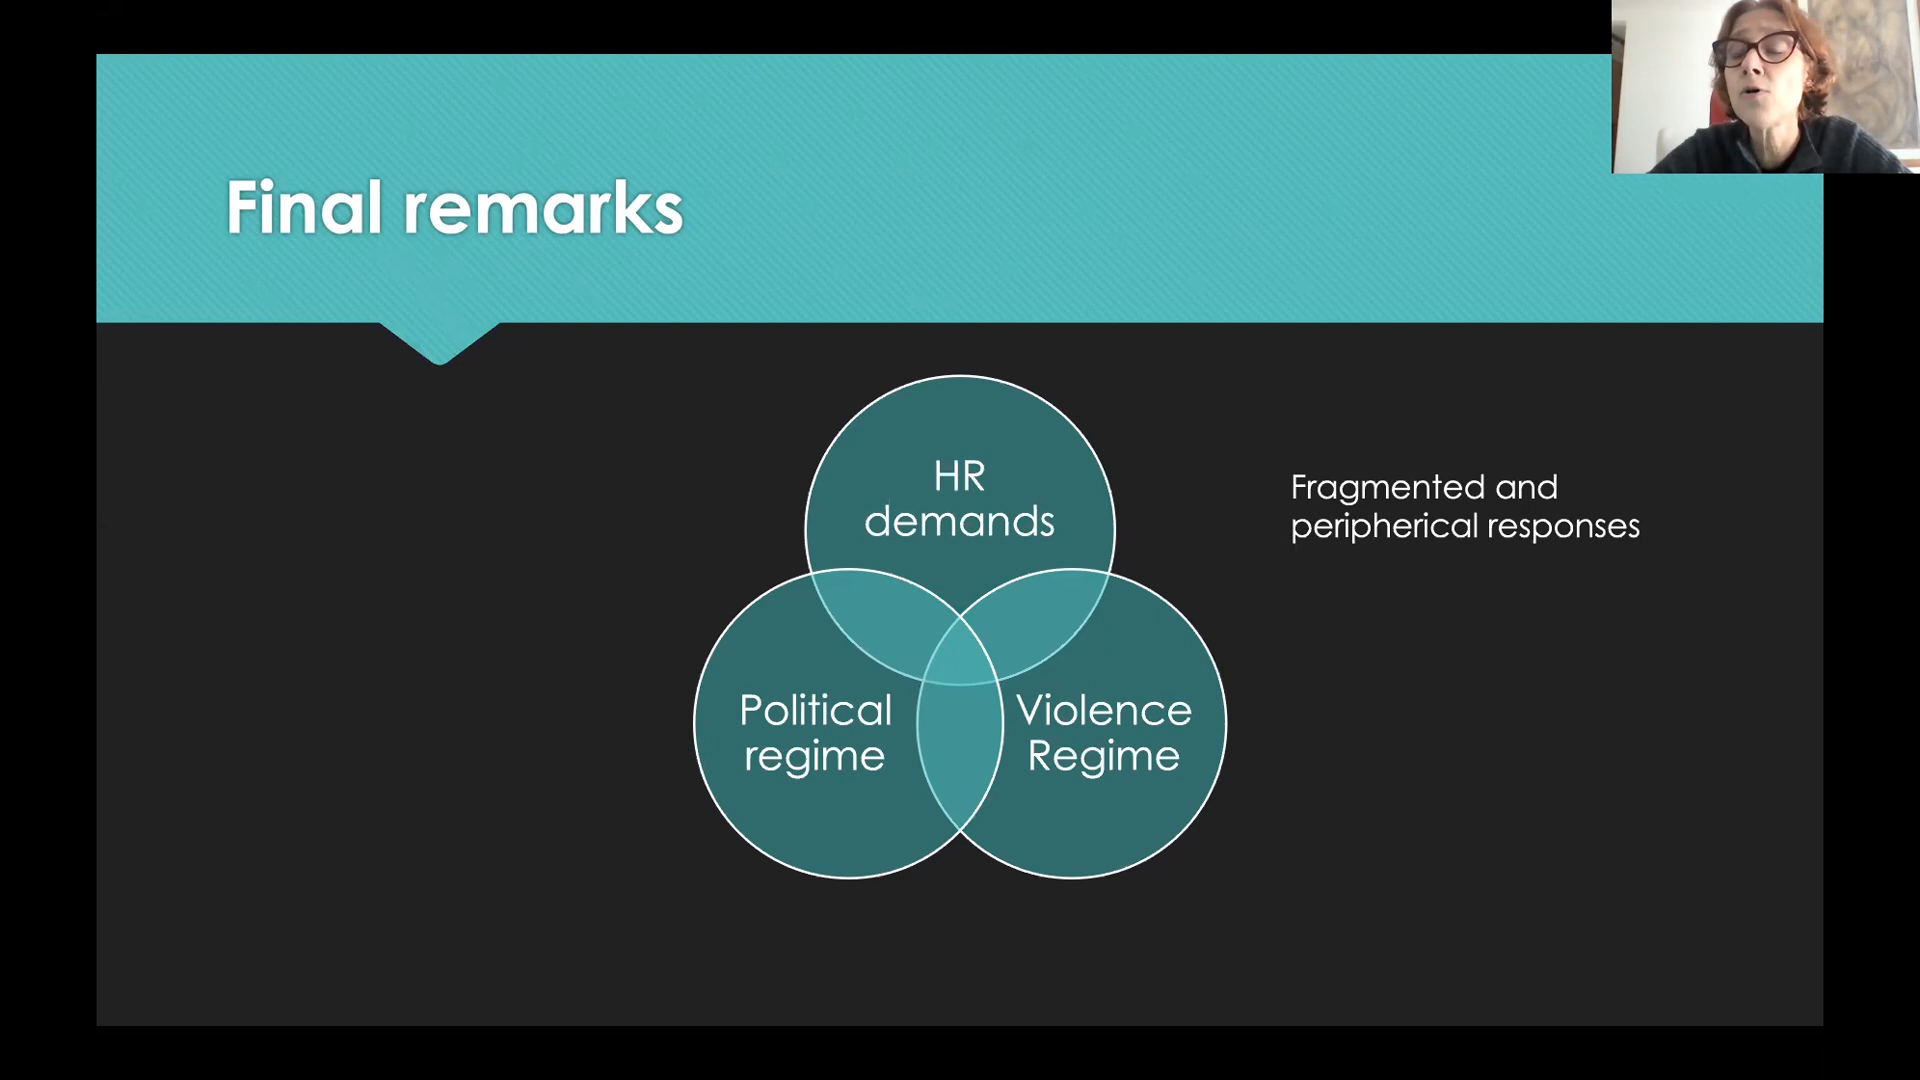 Final remarks
HR
demands
Fragmented and
peripherical responses
Political
regime
Violence
Regime